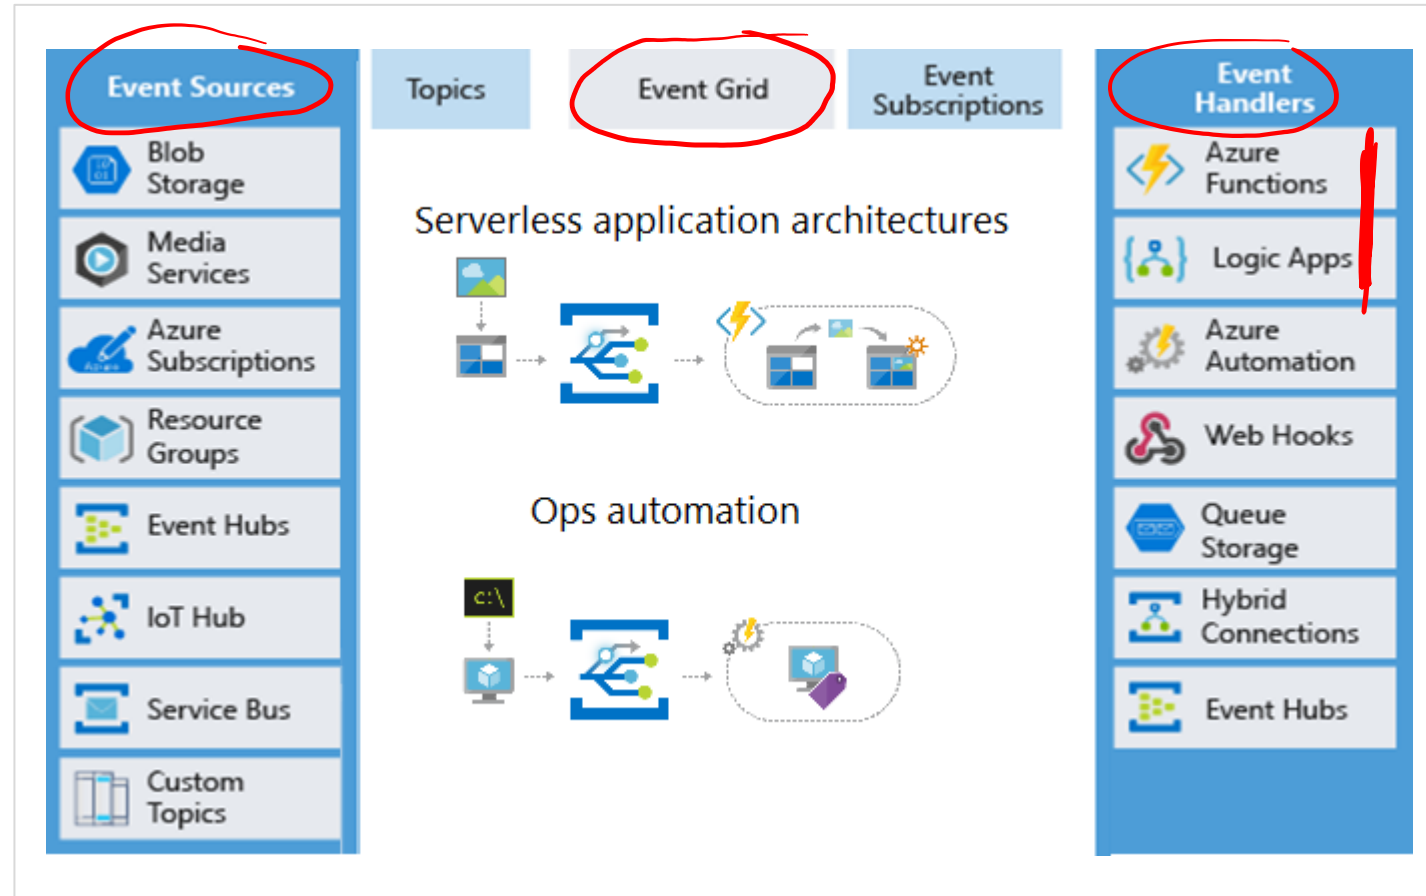 Event Sources
Topics
Event Grid
Event
Subscriptions
Event
Handlers
Blob
Storage
Media
Services
Azure
Subscriptions
Resource
Groups
Event Hubs
IoT Hub
Service Bus
Custom
Topics
Serverless application architectures
Ops automation
C:\
Azure
Functions
Logic Apps
Azure
Automation
Web Hooks
Queue
Storage
Hybrid
Connections
Event Hubs